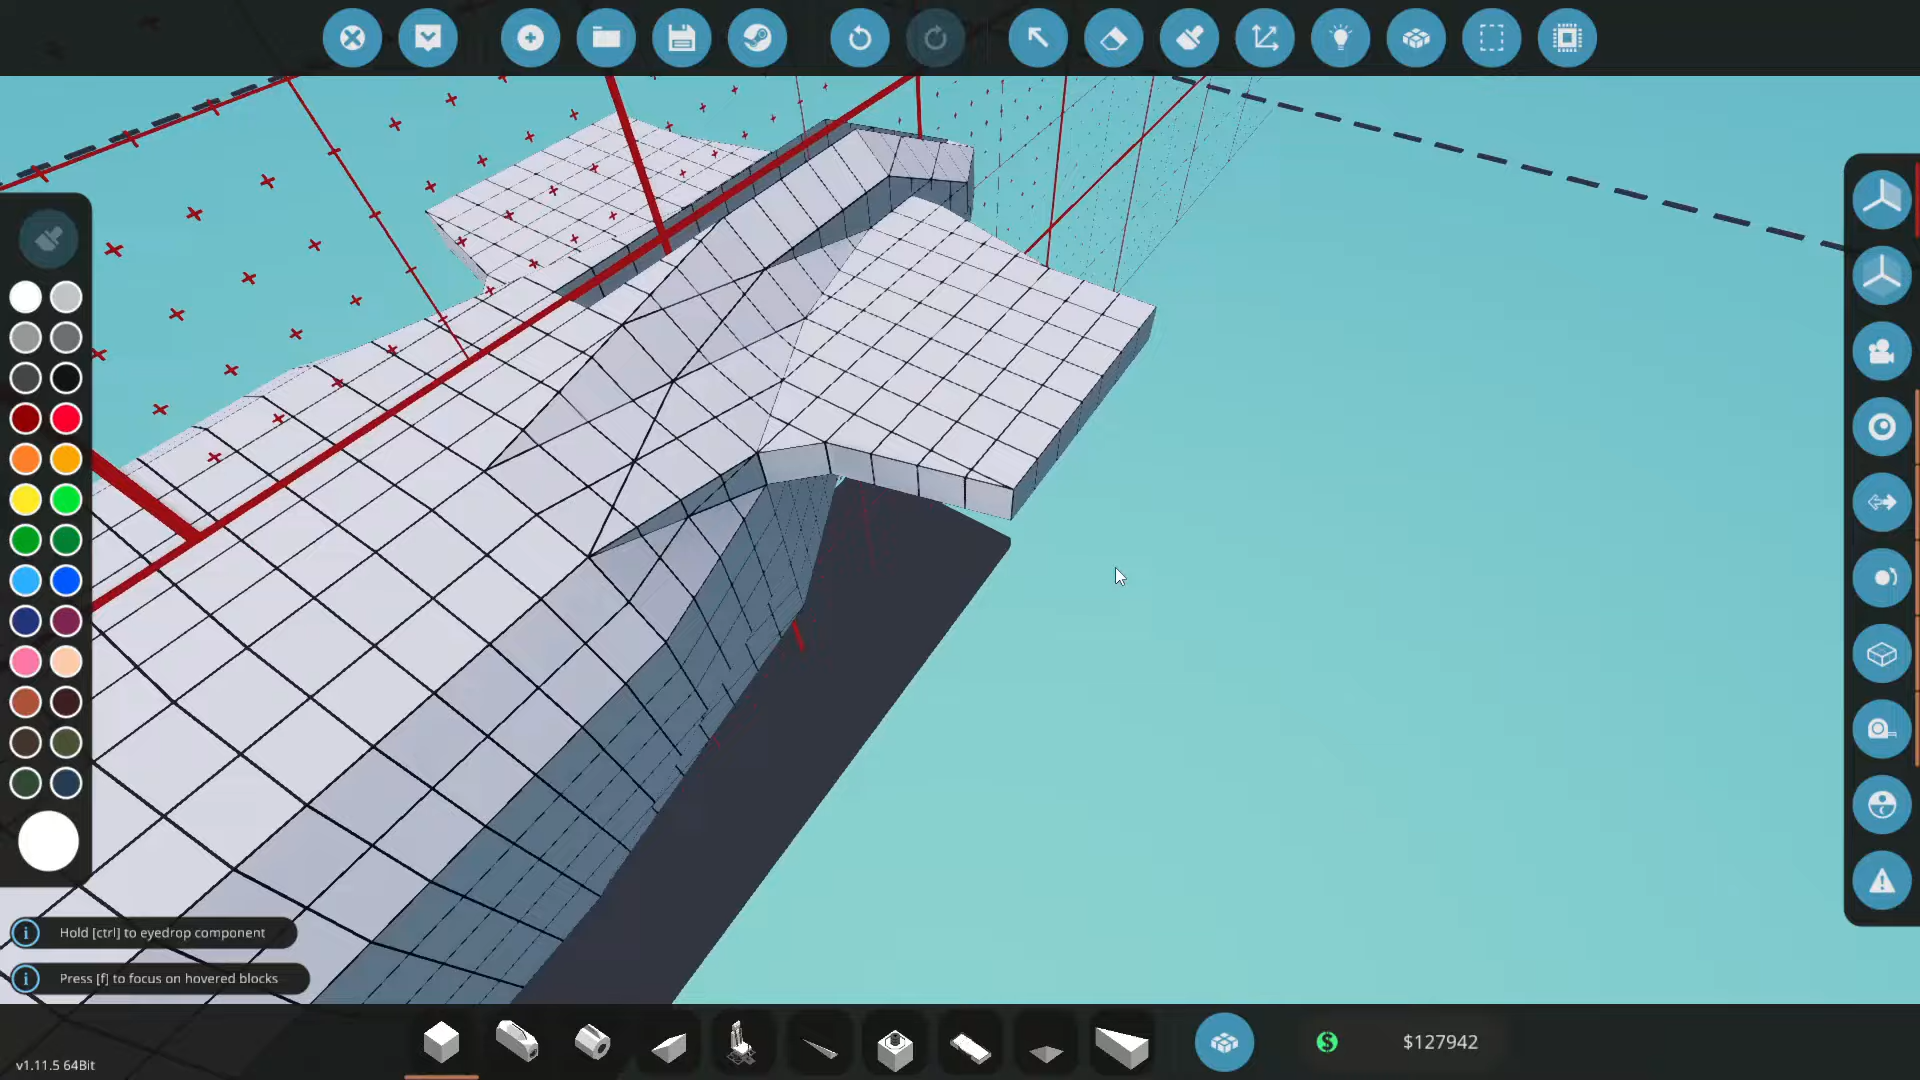 Hold [ctrl] to eyedrop component
Press [f] to focus on hovered blocks
$127942
v1.11.5 64Bit